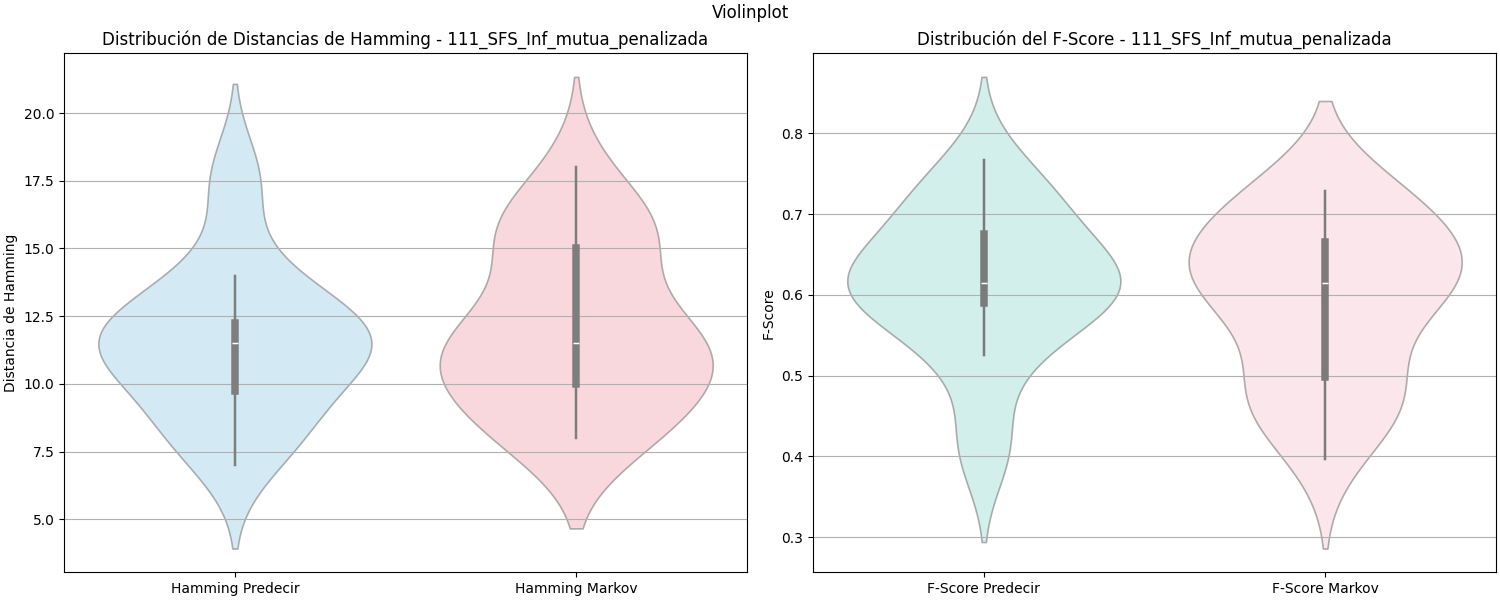 Violinplot
Distribución de Distancias de Hamming - 111_SFS_Inf_mutua_penalizada
Distancia de Hamming
20.0
17.5
15.0
12.5
10.0
7.5
5.0
Hamming Predecir
Hamming Markov
Distribución del F-Score - 111_SFS_Inf_mutua_penalizada
F-Score
0.8
0.7
0.6
0.5
0.4
0.3
F-Score Predecir
F-Score Markov